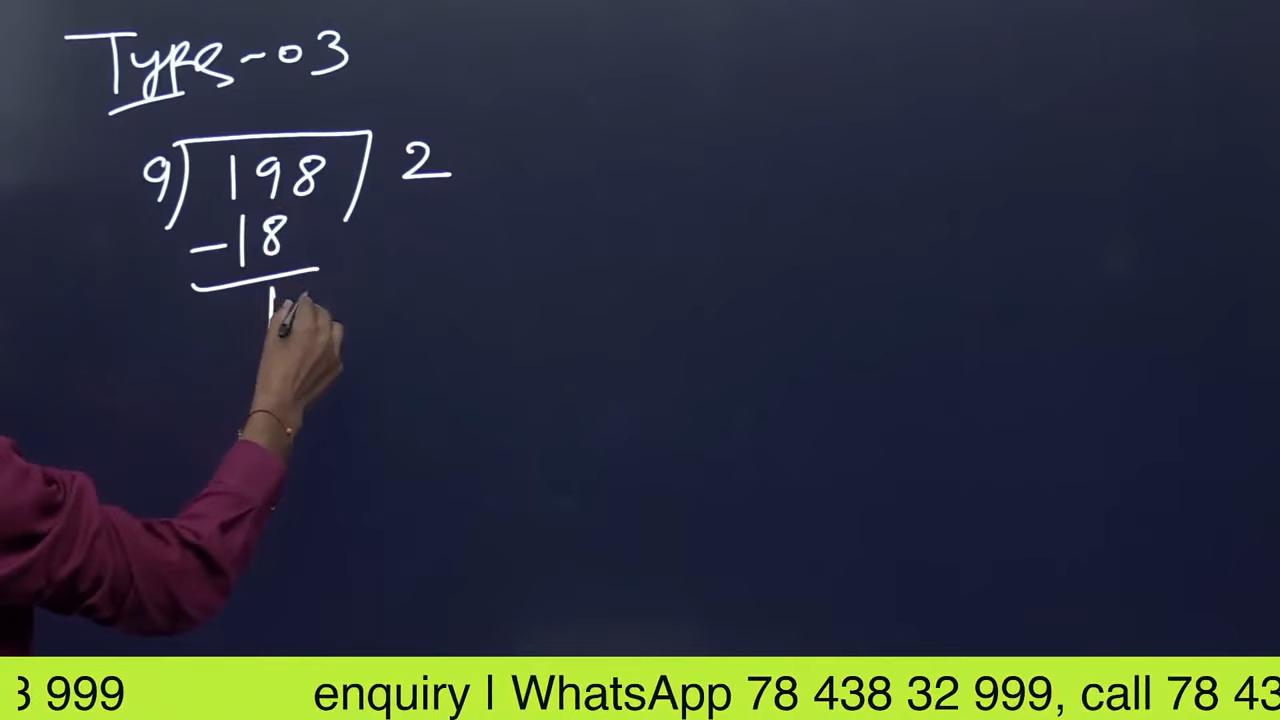 Type-03
9) 198 ) 2
-18
1
3 999 enquiry | WhatsApp 78 438 32 999, call 78 43